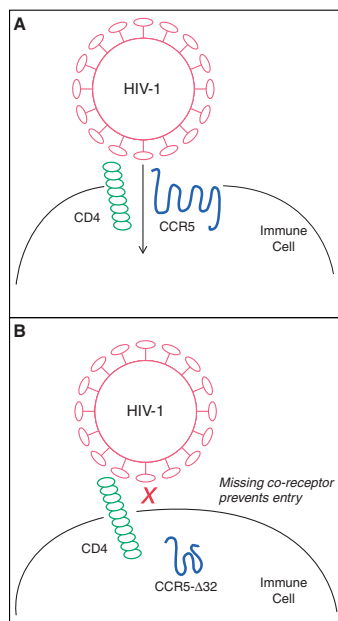 A
HIV-1
CD4
CCR5
Immune
Cell
B
HIV-1
X
Missing co-receptor
prevents entry
CD4
CCR5-Δ32
Immune
Cell